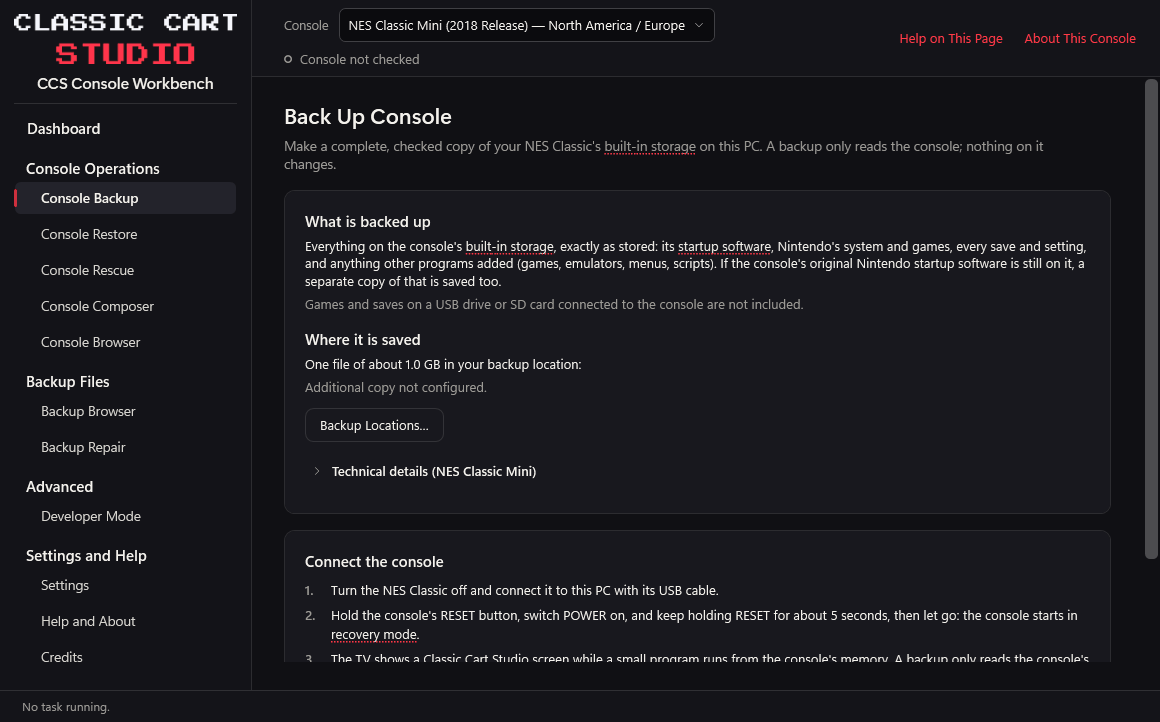 CLASSIC CART
STUDIO
CCS Console Workbench
Dashboard
Console Operations
Console Backup
Console Restore
Console Rescue
Console Composer
Console Browser
Backup Files
Backup Browser
Backup Repair
Advanced
Developer Mode
Settings and Help
Settings
Help and About
Credits
Console
NES Classic Mini (2018 Release) — North America / Europe
Console not checked
Help on This Page
About This Console
Back Up Console
Make a complete, checked copy of your NES Classic's built-in storage on this PC. A backup only reads the console; nothing on it
changes.
What is backed up
Everything on the console's built-in storage, exactly as stored: its startup software, Nintendo's system and games, every save and setting,
and anything other programs added (games, emulators, menus, scripts). If the console's original Nintendo startup software is still on it, a
separate copy of that is saved too.
Games and saves on a USB drive or SD card connected to the console are not included.
Where it is saved
One file of about 1.0 GB in your backup location:
Additional copy not configured.
Backup Locations...
Technical details (NES Classic Mini)
Connect the console
1. Turn the NES Classic off and connect it to this PC with its USB cable.
2. Hold the console's RESET button, switch POWER on, and keep holding RESET for about 5 seconds, then let go: the console starts in
recovery mode.
3. The TV shows a Classic Cart Studio screen while a small program runs from the console's memory. A backup only reads the console's
No task running.